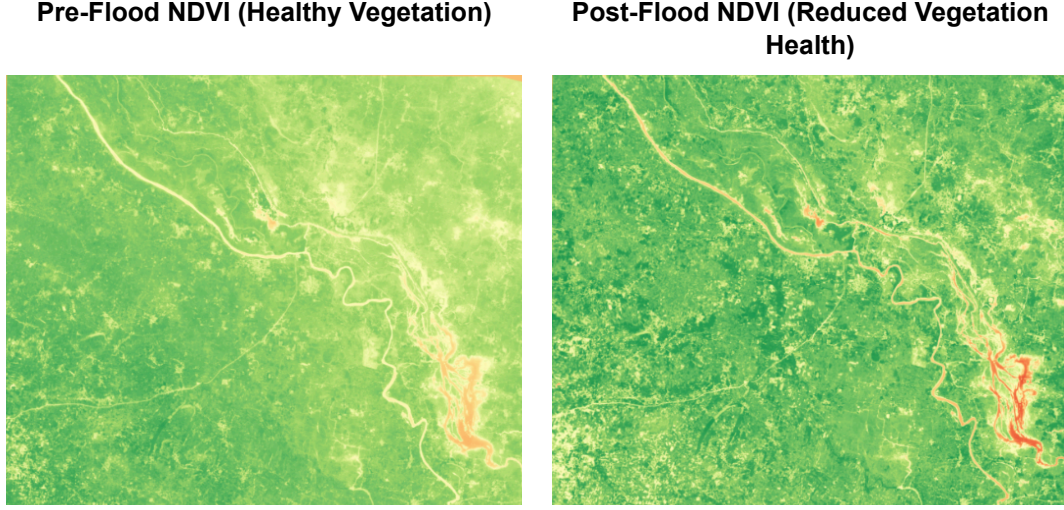 Pre-Flood NDVI (Healthy Vegetation)
Post-Flood NDVI (Reduced Vegetation
Health)